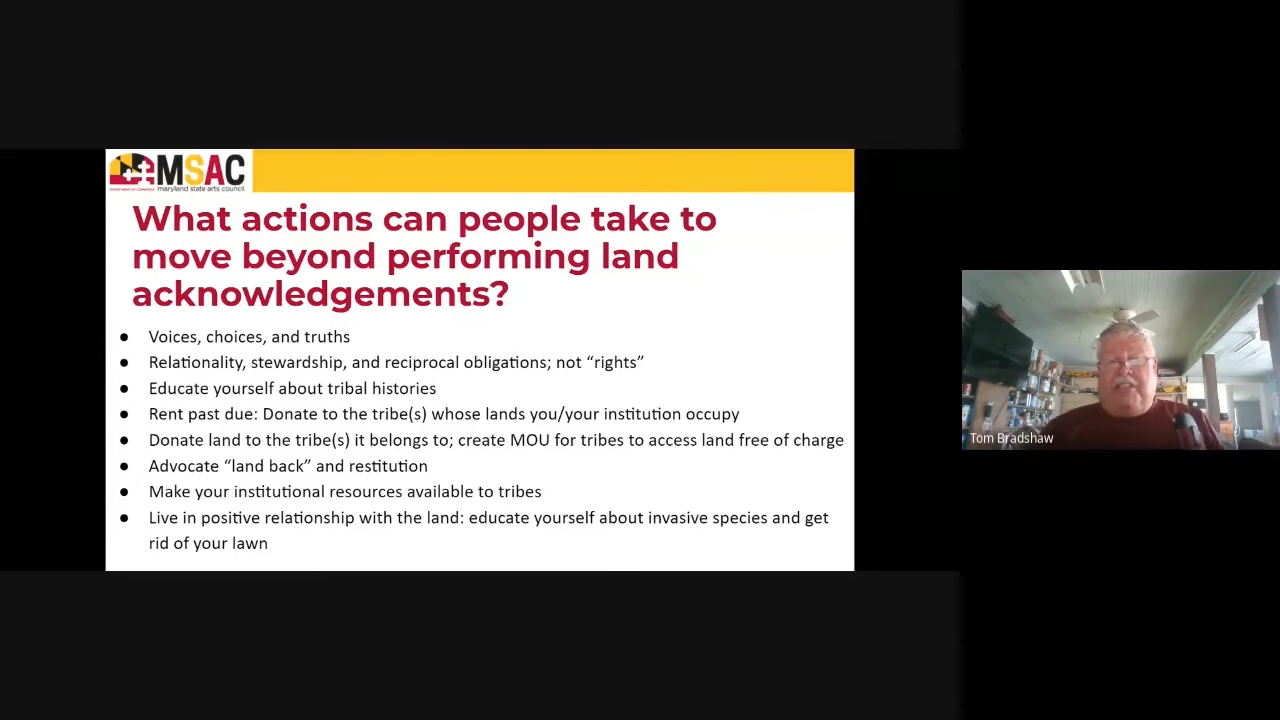 MSAC
maryland state arts council
What actions can people take to
move beyond performing land
acknowledgements?
● Voices, choices, and truths
● Relationality, stewardship, and reciprocal obligations; not “rights”
● Educate yourself about tribal histories
● Rent past due: Donate to the tribe(s) whose lands you/your institution occupy
● Donate land to the tribe(s) it belongs to; create MOU for tribes to access land free of charge
● Advocate “land back” and restitution
● Make your institutional resources available to tribes
● Live in positive relationship with the land: educate yourself about invasive species and get
rid of your lawn
Tom Bradshaw